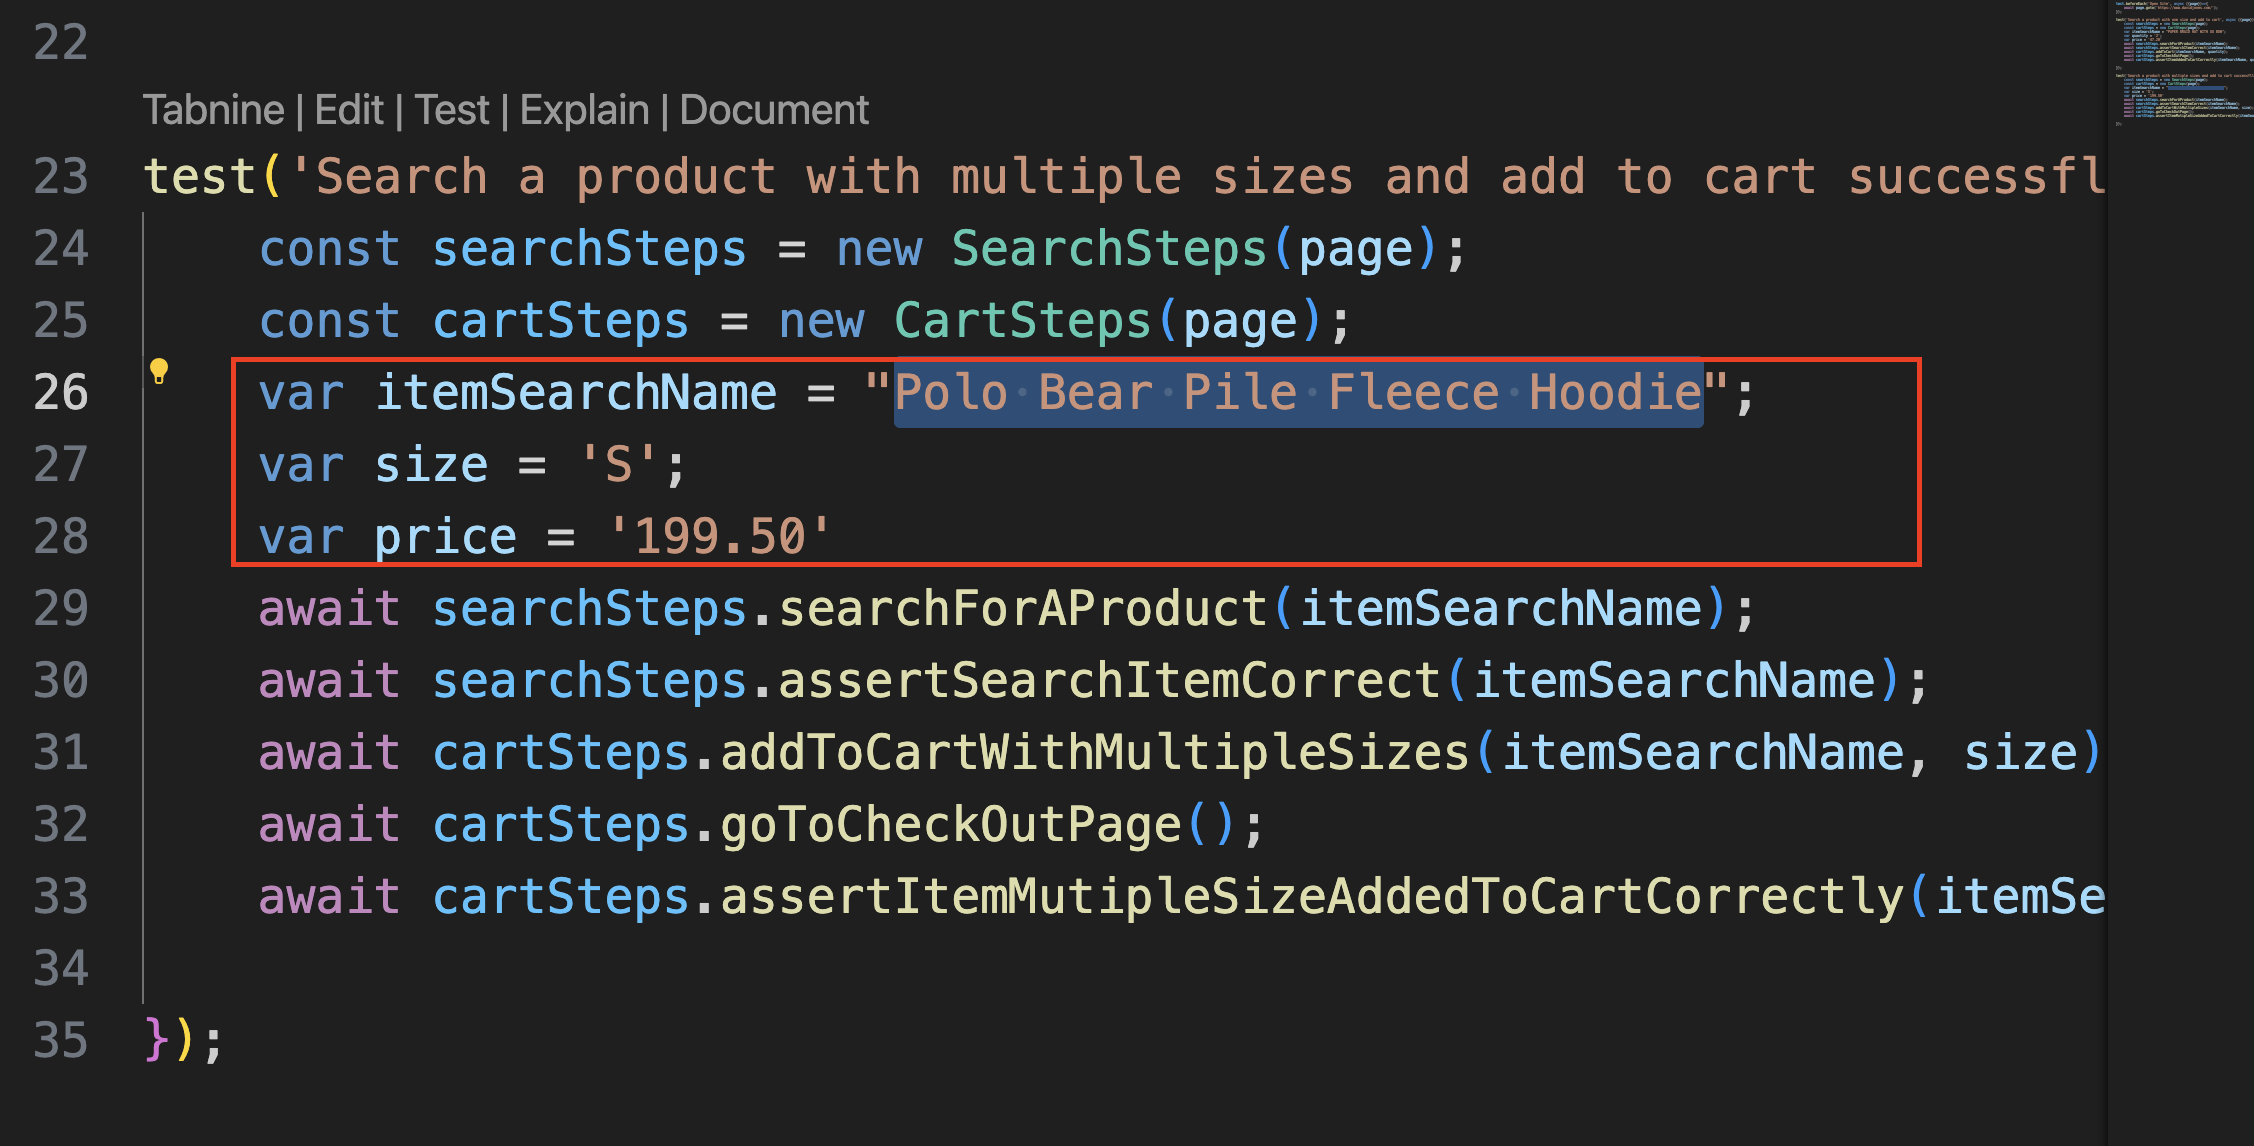 22
Tabnine | Edit | Test | Explain | Document
23 test('Search a product with multiple sizes and add to cart successfl
24 const searchSteps = new SearchSteps(page);
25 const cartSteps = new CartSteps(page);
26 var itemSearchName = "Polo Bear Pile Fleece Hoodie";
27 var size = 'S';
28 var price = '199.50'
29 await searchSteps.searchForAProduct(itemSearchName);
30 await searchSteps.assertSearchItemCorrect(itemSearchName);
31 await cartSteps.addToCartWithMultipleSizes(itemSearchName, size)
32 await cartSteps.goToCheckOutPage();
33 await cartSteps.assertItemMutipleSizeAddedToCartCorrectly(itemSe
34
35 });